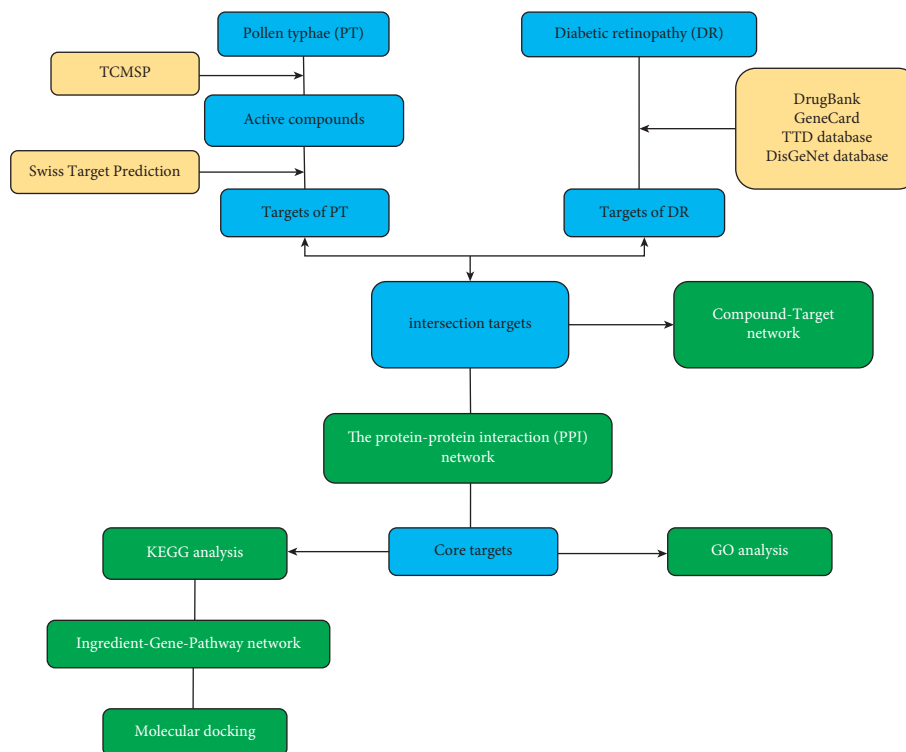 Pollen typhae (PT)
Diabetic retinopathy (DR)
TCMSP
Active compounds
DrugBank
GeneCard
TTD database
DisGeNet database
Swiss Target Prediction
Targets of PT
Targets of DR
intersection targets
Compound-Target
network
The protein-protein interaction (PPI)
network
KEGG analysis
Core targets
GO analysis
Ingredient-Gene-Pathway network
Molecular docking